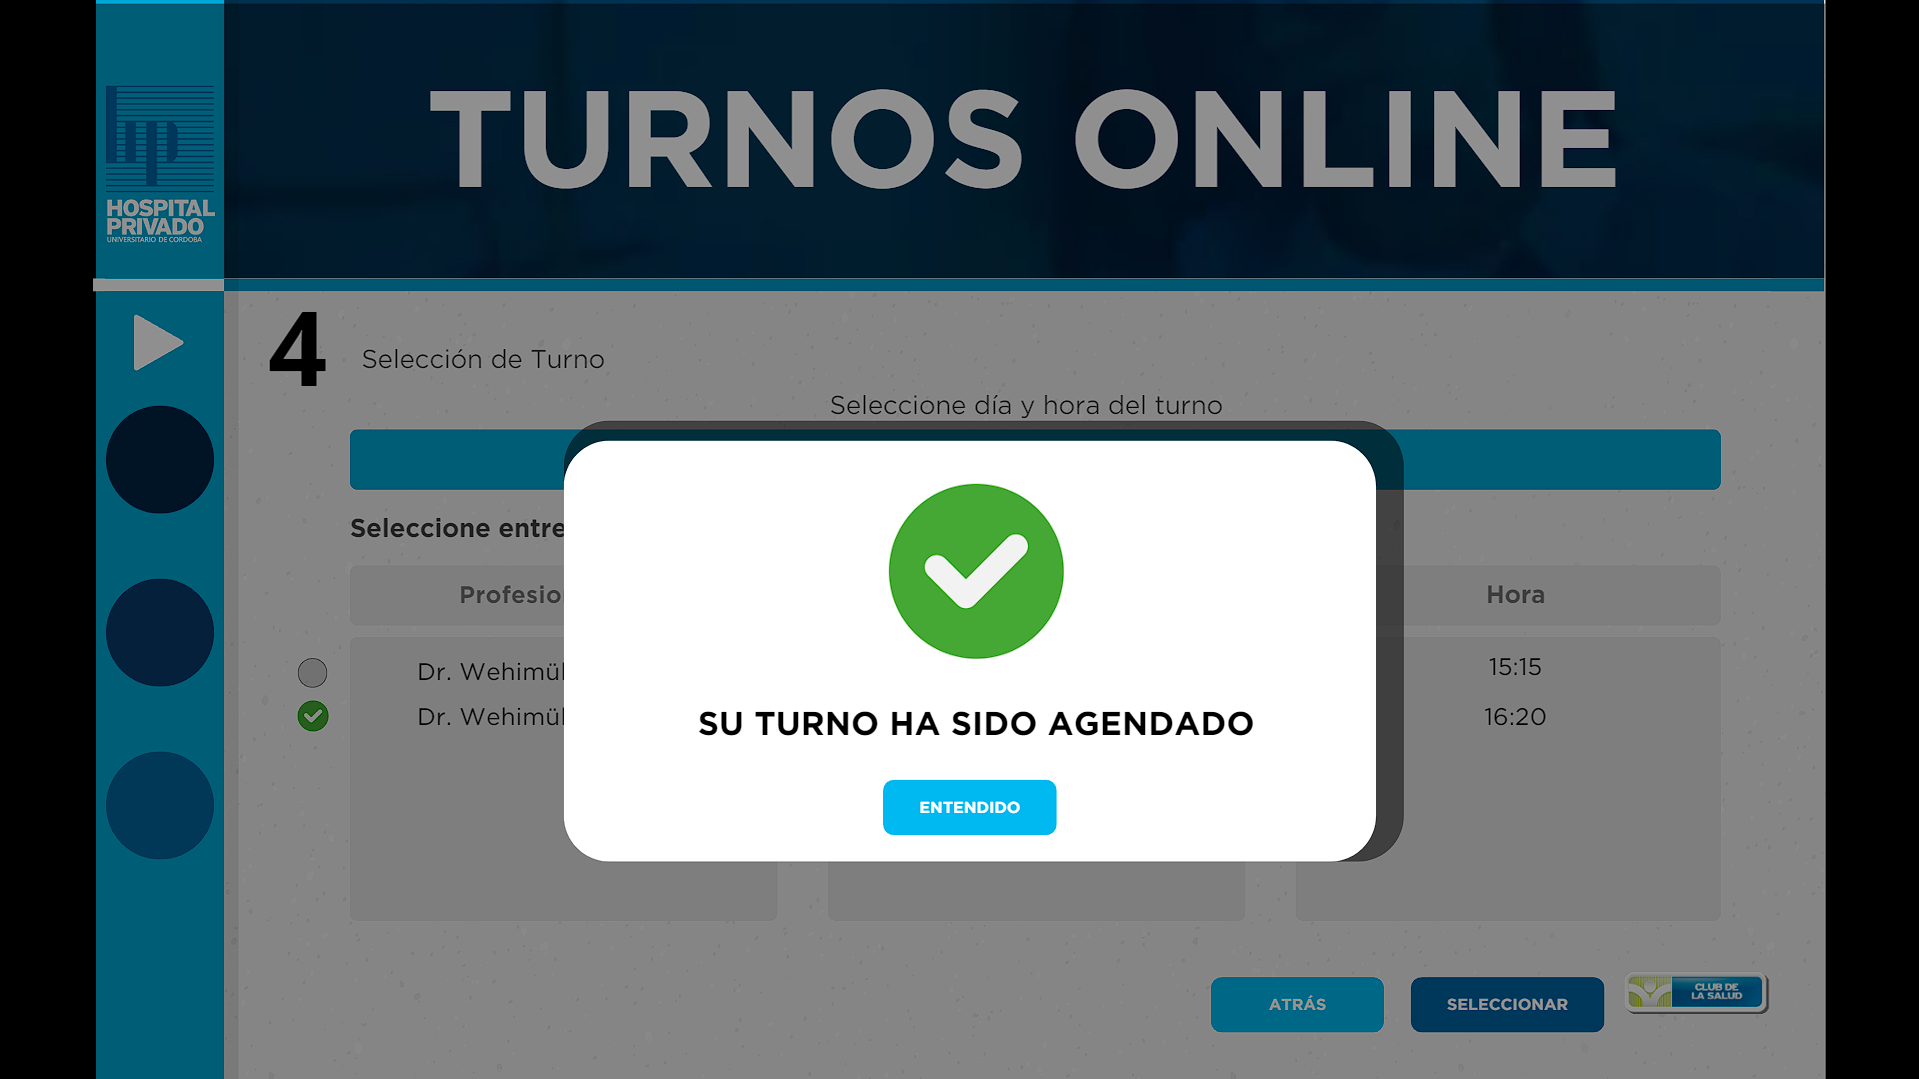 TURNOS ONLINE
HOSPITAL
PRIVADO
UNIVERSITARIO DE CORDOBA
4
Selección de Turno
Seleccione día y hora del turno
Seleccione entre
Profesio
Hora
Dr. Wehimül
15:15
Dr. Wehimül
16:20
SU TURNO HA SIDO AGENDADO
ENTENDIDO
ATRÁS
SELECCIONAR
CLUB DE
LA SALUD